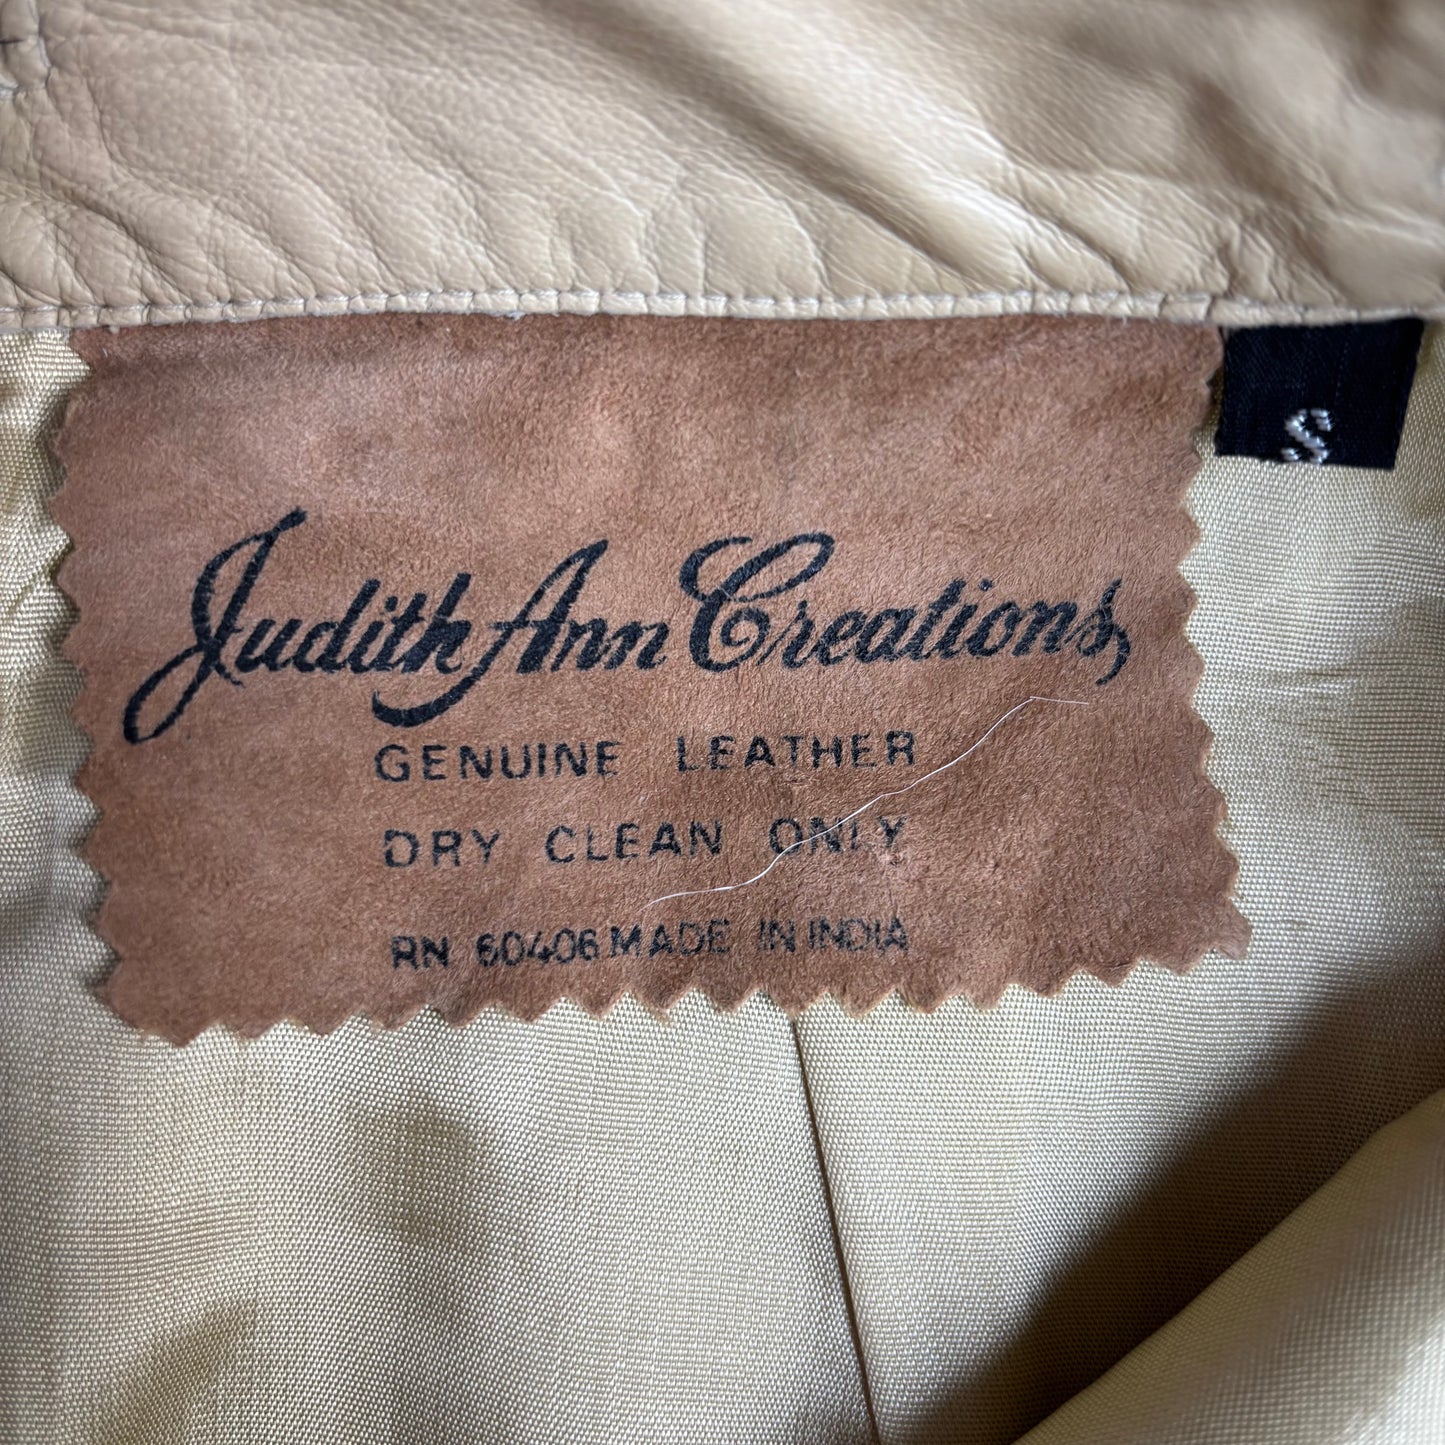 S
Judith Ann Creations,
GENUINE LEATHER
DRY CLEAN ONLY
RN 60406 MADE IN INDIA